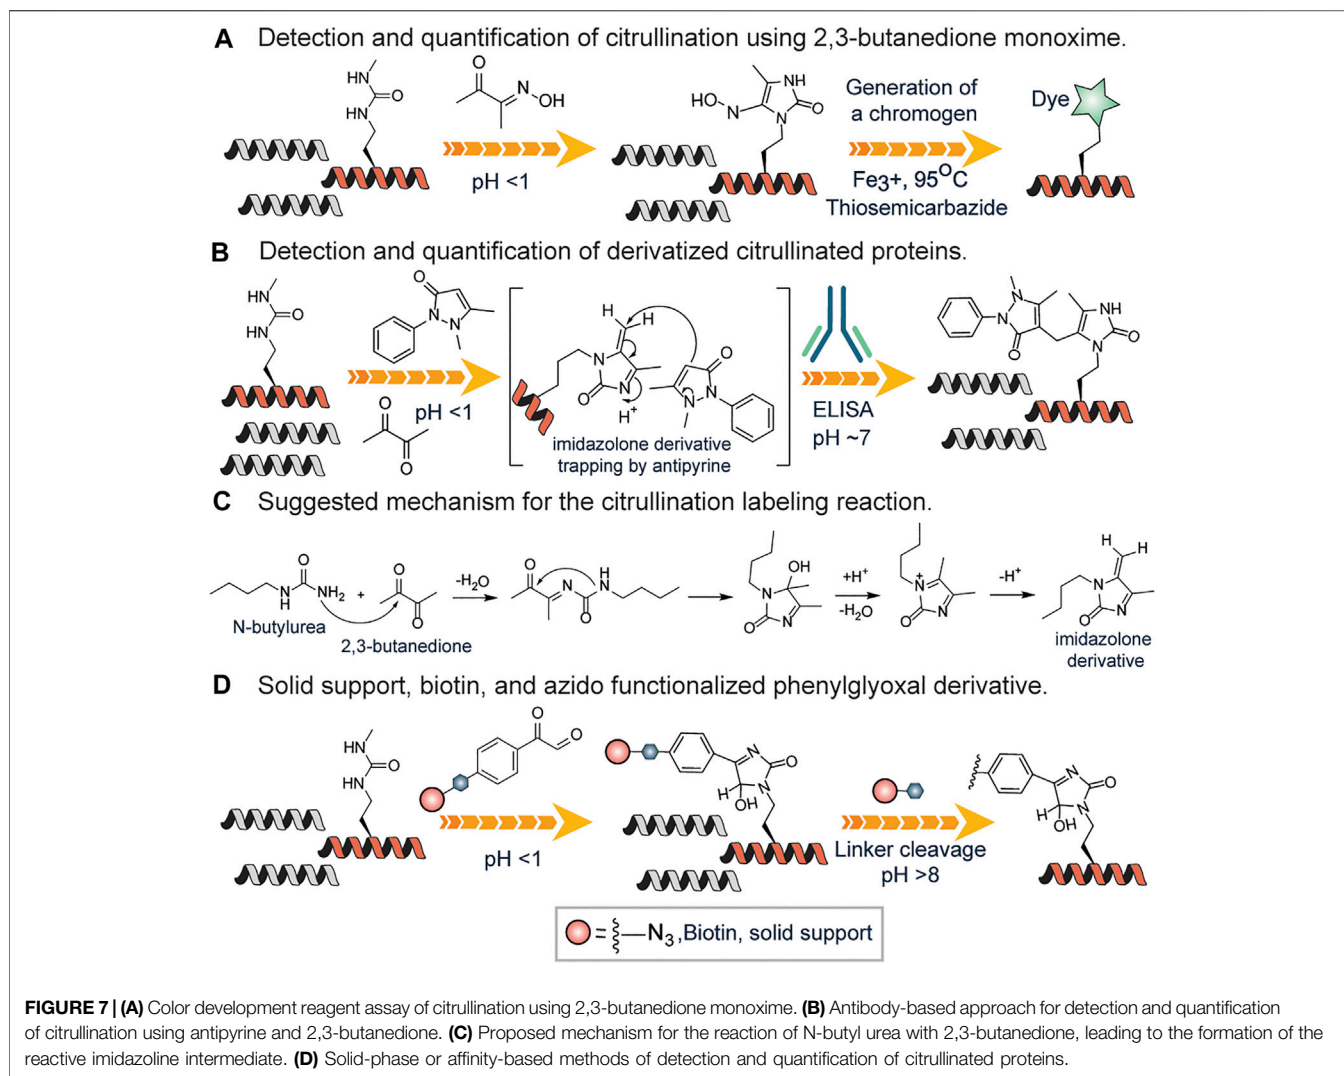 A Detection and quantification of citrullination using 2,3-butanedione monoxime.
HN
O
HN
O
N
OH
pH <1
HO
N
NH
O
N
Generation of
a chromogen
Fe3+, 95°C
Thiosemicarbazide
Dye
B Detection and quantification of derivatized citrullinated proteins.
HN
O
HN
O
N
N
pH <1
O
O
H
H
N
O
N
H+
O
N
N
imidazolone derivative
trapping by antipyrine
ELISA
pH ~7
N
N
O
NH
O
N
C Suggested mechanism for the citrullination labeling reaction.
O
N
H
NH2
N-butylurea
+
O
O
2,3-butanedione
-H2O
O
N
O
H
N
OH
N
O
N
+H+
-H2O
N
+
O
N
-H+
H
H
N
O
N
imidazolone
derivative
D Solid support, biotin, and azido functionalized phenylglyoxal derivative.
HN
O
HN
O
O
pH <1
N
O
N
H
OH
Linker cleavage
pH >8
N
O
N
H
OH
= —N3,Biotin, solid support
FIGURE 7 | (A) Color development reagent assay of citrullination using 2,3-butanedione monoxime. (B) Antibody-based approach for detection and quantification
of citrullination using antipyrine and 2,3-butanedione. (C) Proposed mechanism for the reaction of N-butyl urea with 2,3-butanedione, leading to the formation of the
reactive imidazoline intermediate. (D) Solid-phase or affinity-based methods of detection and quantification of citrullinated proteins.